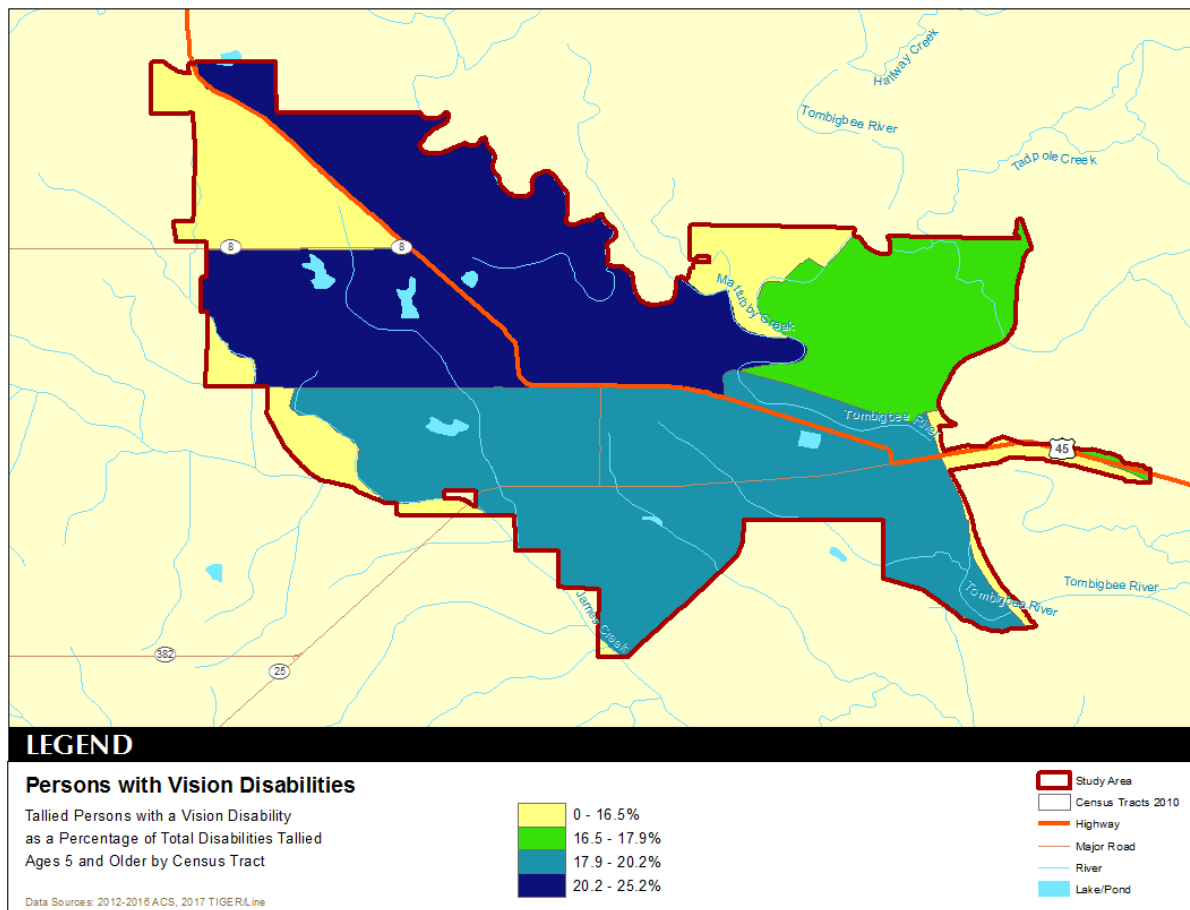 Halfway Creek
Tombigbee River
Tadpole Creek
8
8
Mattubby Creek
Tombigbee River
45
Tombigbee River
Tombigbee River
James Creek
382
25
LEGEND
Persons with Vision Disabilities
Tallied Persons with a Vision Disability
as a Percentage of Total Disabilities Tallied
Ages 5 and Older by Census Tract
Data Sources: 2012-2016 ACS, 2017 TIGER/Line
0 - 16.5%
16.5 - 17.9%
17.9 - 20.2%
20.2 - 25.2%
Study Area
Census Tracts 2010
Highway
Major Road
River
Lake/Pond